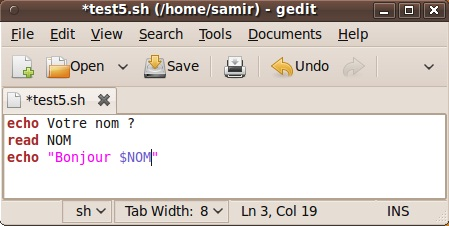 *test5.sh (/home/samir) - gedit
File Edit View Search Tools Documents Help
Open Save Undo
*test5.sh
echo Votre nom ?
read NOM
echo "Bonjour $NOM"
sh Tab Width: 8 Ln 3, Col 19 INS